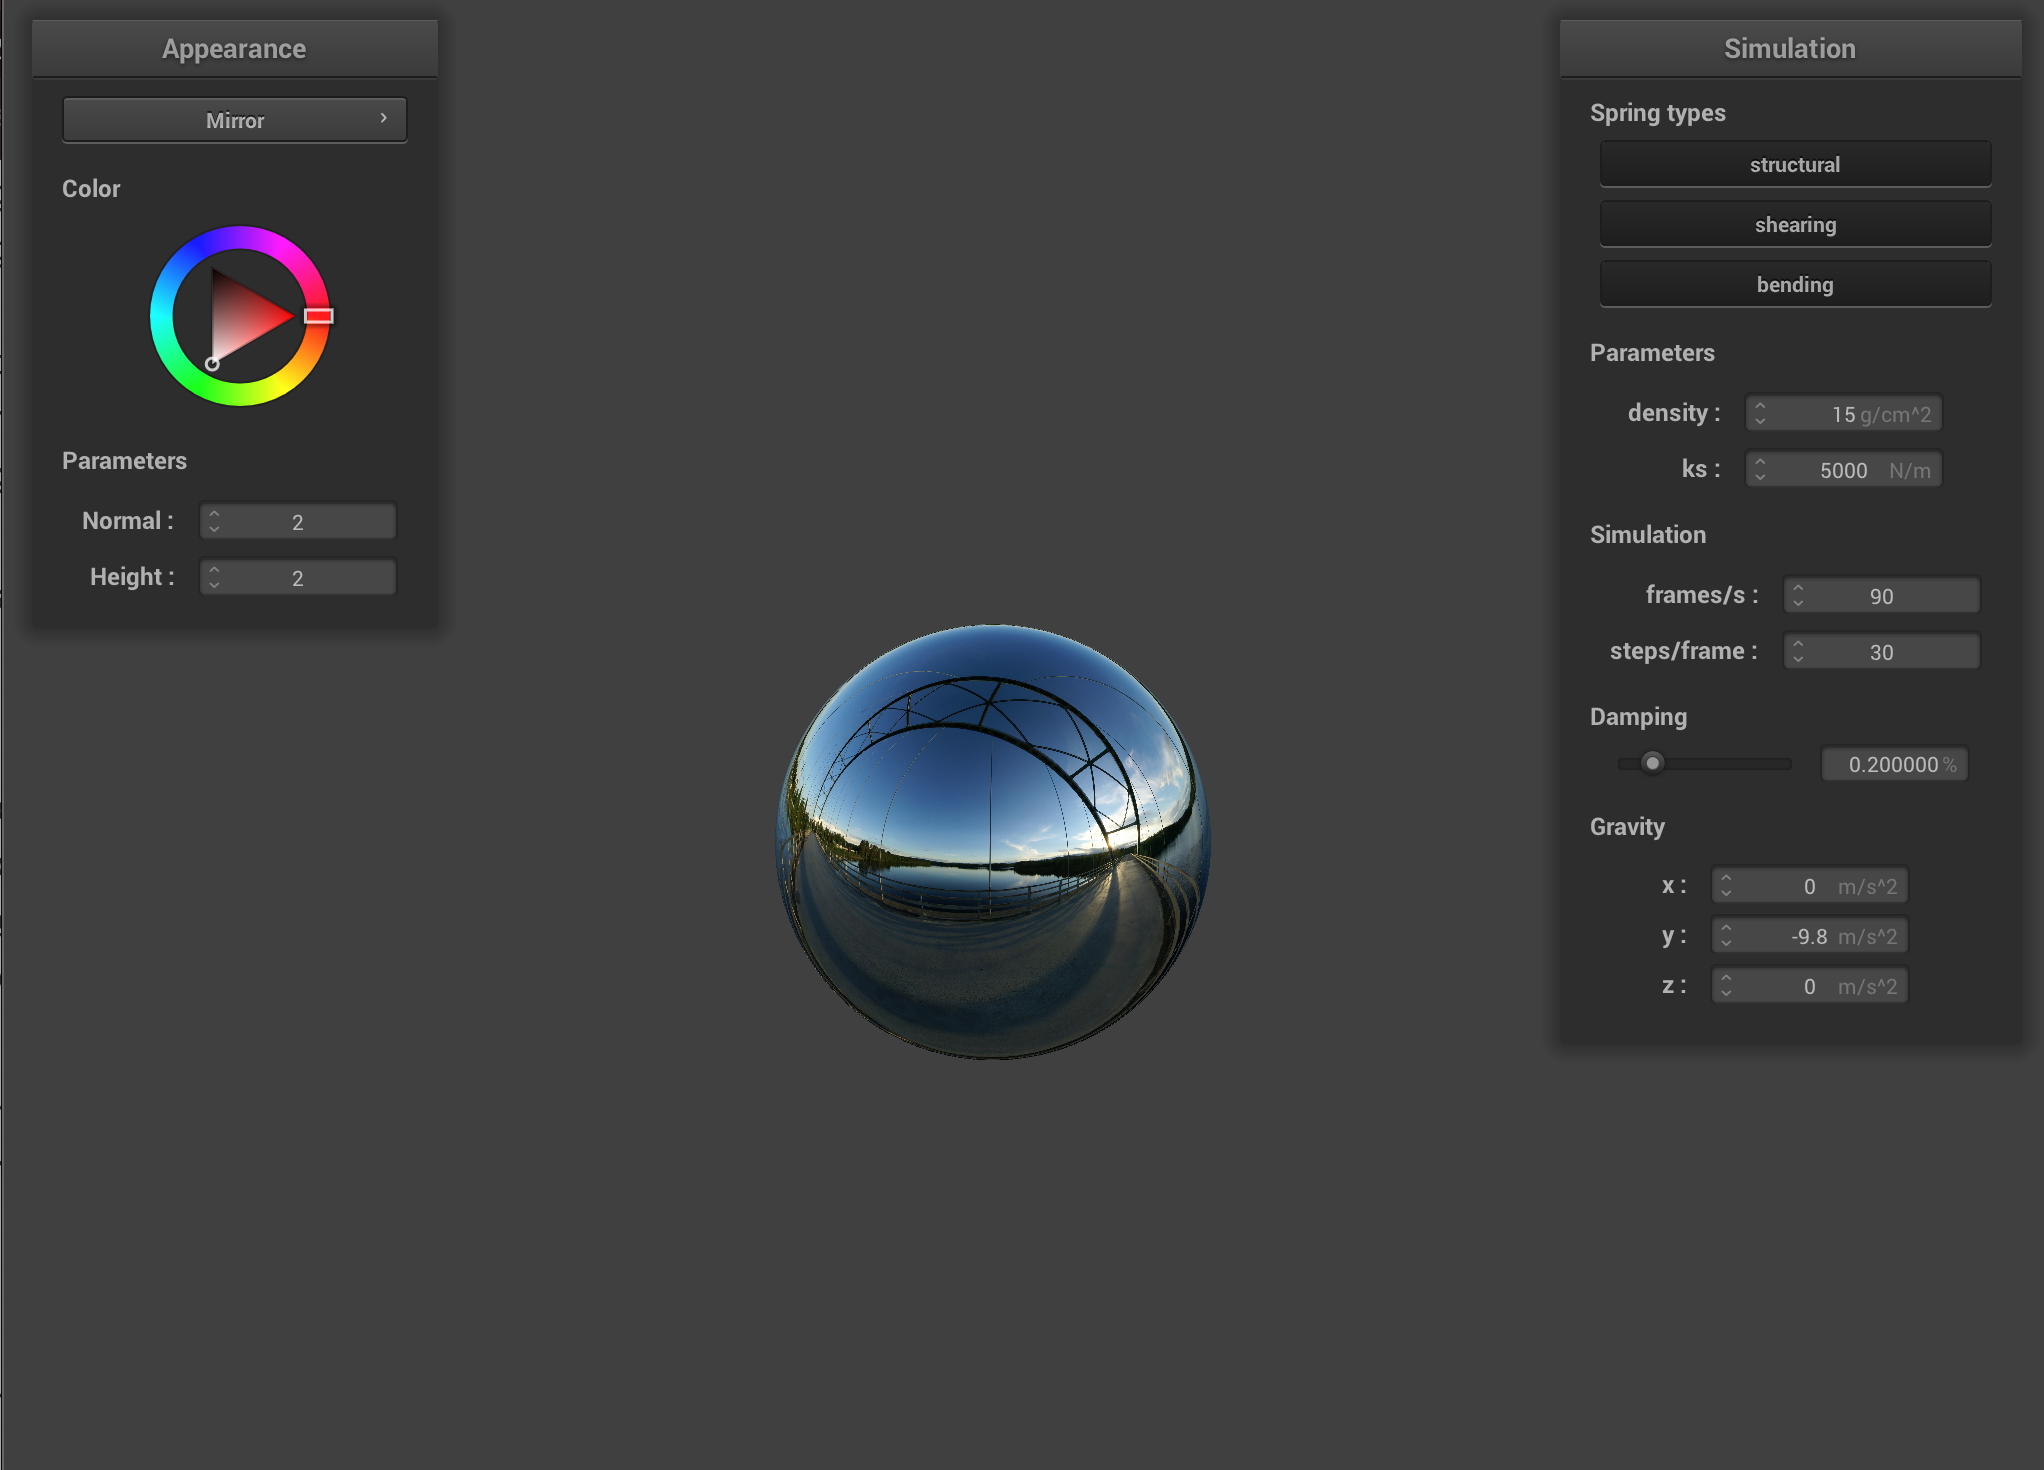 Appearance
Mirror
Color
Parameters
Normal : 2
Height : 2
Simulation
Spring types
structural
shearing
bending
Parameters
density : 15 g/cm^2
ks : 5000 N/m
Simulation
frames/s : 90
steps/frame : 30
Damping
0.200000 %
Gravity
x : 0 m/s^2
y : -9.8 m/s^2
z : 0 m/s^2